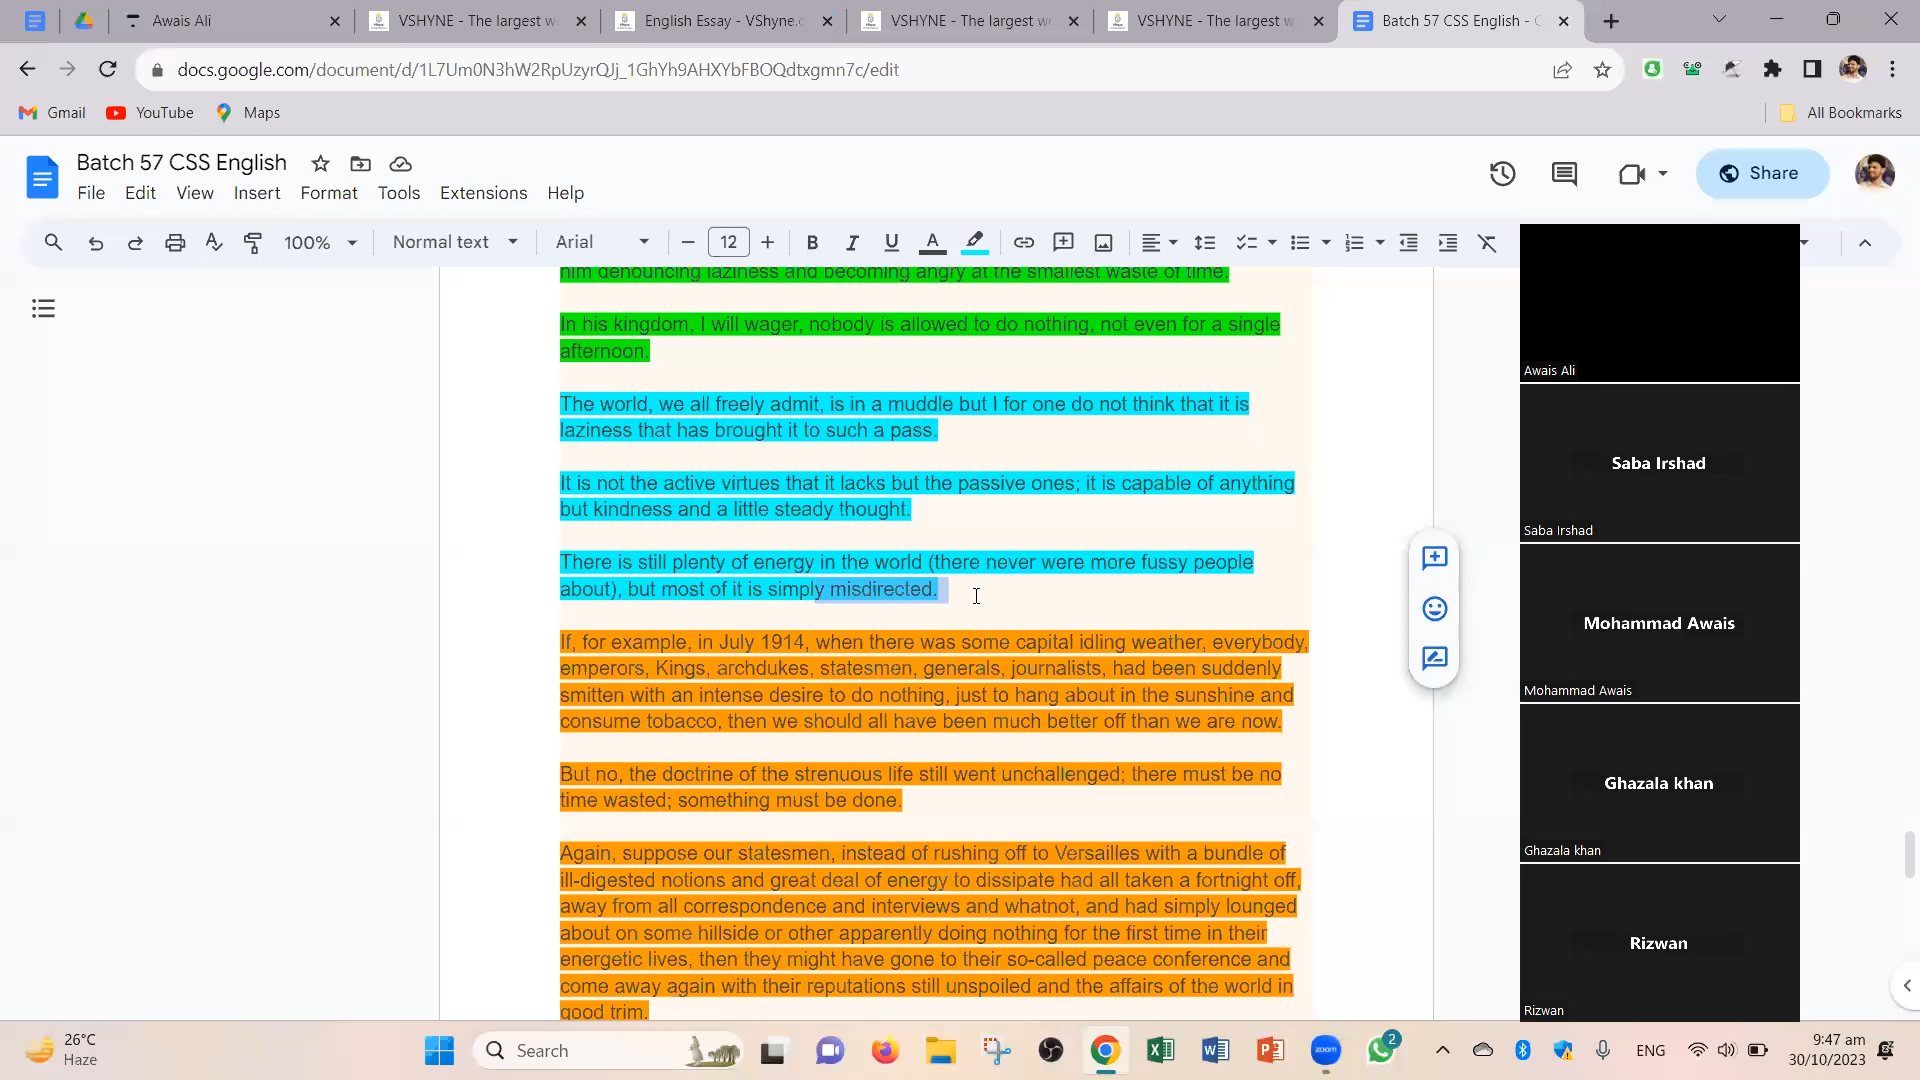 Awais Ali
VSHYNE - The largest w
English Essay - VShyne.c
VSHYNE - The largest w
VSHYNE - The largest w
Batch 57 CSS English - G
docs.google.com/document/d/1L7Um0N3hW2RpUzyrQJj_1GhYh9AHXYbFBOQdtxgmn7c/edit
Gmail
YouTube
Maps
All Bookmarks
Batch 57 CSS English
Share
File Edit View Insert Format Tools Extensions Help
100% Normal text Arial 12 B I U A
him denouncing laziness and becoming angry at the smallest waste of time.
In his kingdom, I will wager, nobody is allowed to do nothing, not even for a single
afternoon.
The world, we all freely admit, is in a muddle but I for one do not think that it is
laziness that has brought it to such a pass.
It is not the active virtues that it lacks but the passive ones; it is capable of anything
but kindness and a little steady thought.
There is still plenty of energy in the world (there never were more fussy people
about), but most of it is simply misdirected.
If, for example, in July 1914, when there was some capital idling weather, everybody,
emperors, Kings, archdukes, statesmen, generals, journalists, had been suddenly
smitten with an intense desire to do nothing, just to hang about in the sunshine and
consume tobacco, then we should all have been much better off than we are now.
But no, the doctrine of the strenuous life still went unchallenged; there must be no
time wasted; something must be done.
Again, suppose our statesmen, instead of rushing off to Versailles with a bundle of
ill-digested notions and great deal of energy to dissipate had all taken a fortnight off,
away from all correspondence and interviews and whatnot, and had simply lounged
about on some hillside or other apparently doing nothing for the first time in their
energetic lives, then they might have gone to their so-called peace conference and
come away again with their reputations still unspoiled and the affairs of the world in
good trim.
Awais Ali
Saba Irshad
Saba Irshad
Mohammad Awais
Mohammad Awais
Ghazala khan
Ghazala khan
Rizwan
Rizwan
26°C
Haze
Search
zoom
2
ENG
9:47 am
30/10/2023